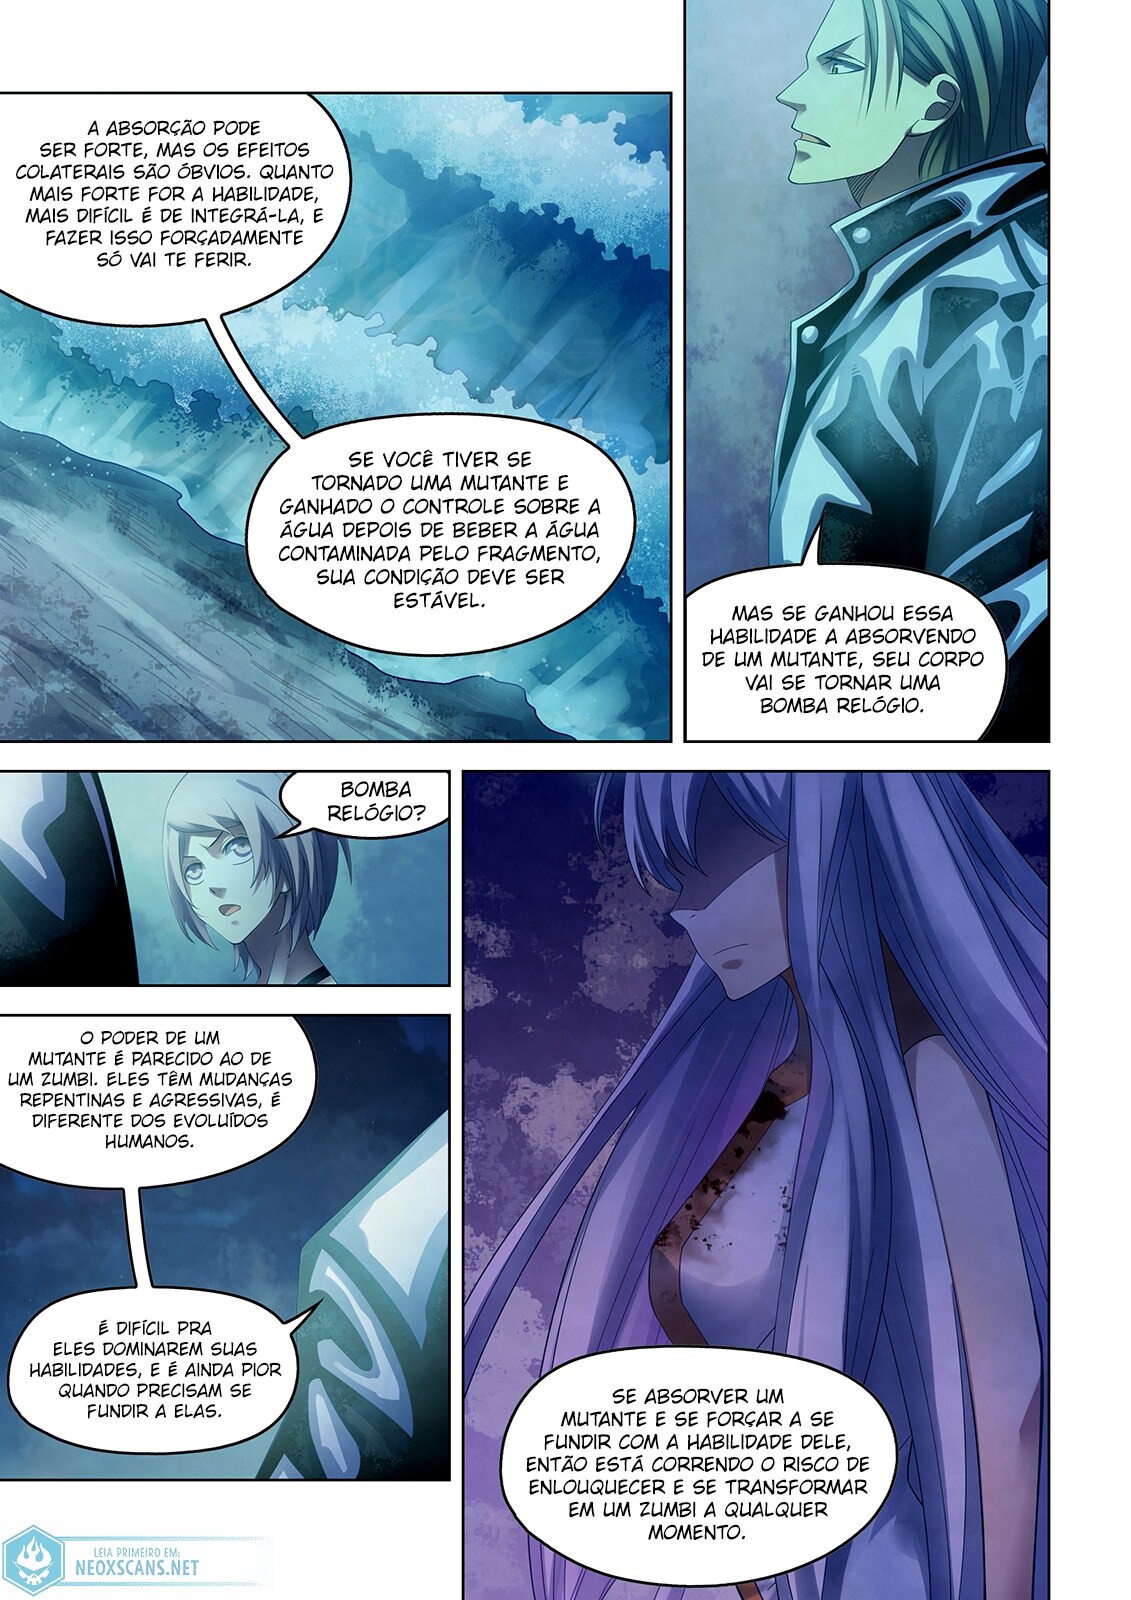 A ABSORÇÃO PODE
SER FORTE, MAS OS EFEITOS
COLATERAIS SÃO ÓBVIOS. QUANTO
MAIS FORTE FOR A HABILIDADE,
MAIS DIFÍCIL É DE INTEGRÁ-LA, E
FAZER ISSO FORÇADAMENTE
SÓ VAI TE FERIR.
SE VOCÊ TIVER SE
TORNADO UMA MUTANTE E
GANHADO O CONTROLE SOBRE A
ÁGUA DEPOIS DE BEBER A ÁGUA
CONTAMINADA PELO FRAGMENTO,
SUA CONDIÇÃO DEVE SER
ESTÁVEL.
MAS SE GANHOU ESSA
HABILIDADE A ABSORVENDO
DE UM MUTANTE, SEU CORPO
VAI SE TORNAR UMA
BOMBA RELÓGIO.
BOMBA
RELÓGIO?
O PODER DE UM
MUTANTE É PARECIDO AO DE
UM ZUMBI. ELES TÊM MUDANÇAS
REPENTINAS E AGRESSIVAS, É
DIFERENTE DOS EVOLUÍDOS
HUMANOS.
É DIFÍCIL PRA
ELES DOMINAREM SUAS
HABILIDADES, E É AINDA PIOR
QUANDO PRECISAM SE
FUNDIR A ELAS.
SE ABSORVER UM
MUTANTE E SE FORÇAR A SE
FUNDIR COM A HABILIDADE DELE,
ENTÃO ESTÁ CORRENDO O RISCO DE
ENLOUQUECER E SE TRANSFORMAR
EM UM ZUMBI A QUALQUER
MOMENTO.
LEIA PRIMEIRO EM:
NEOXSCANS.NET